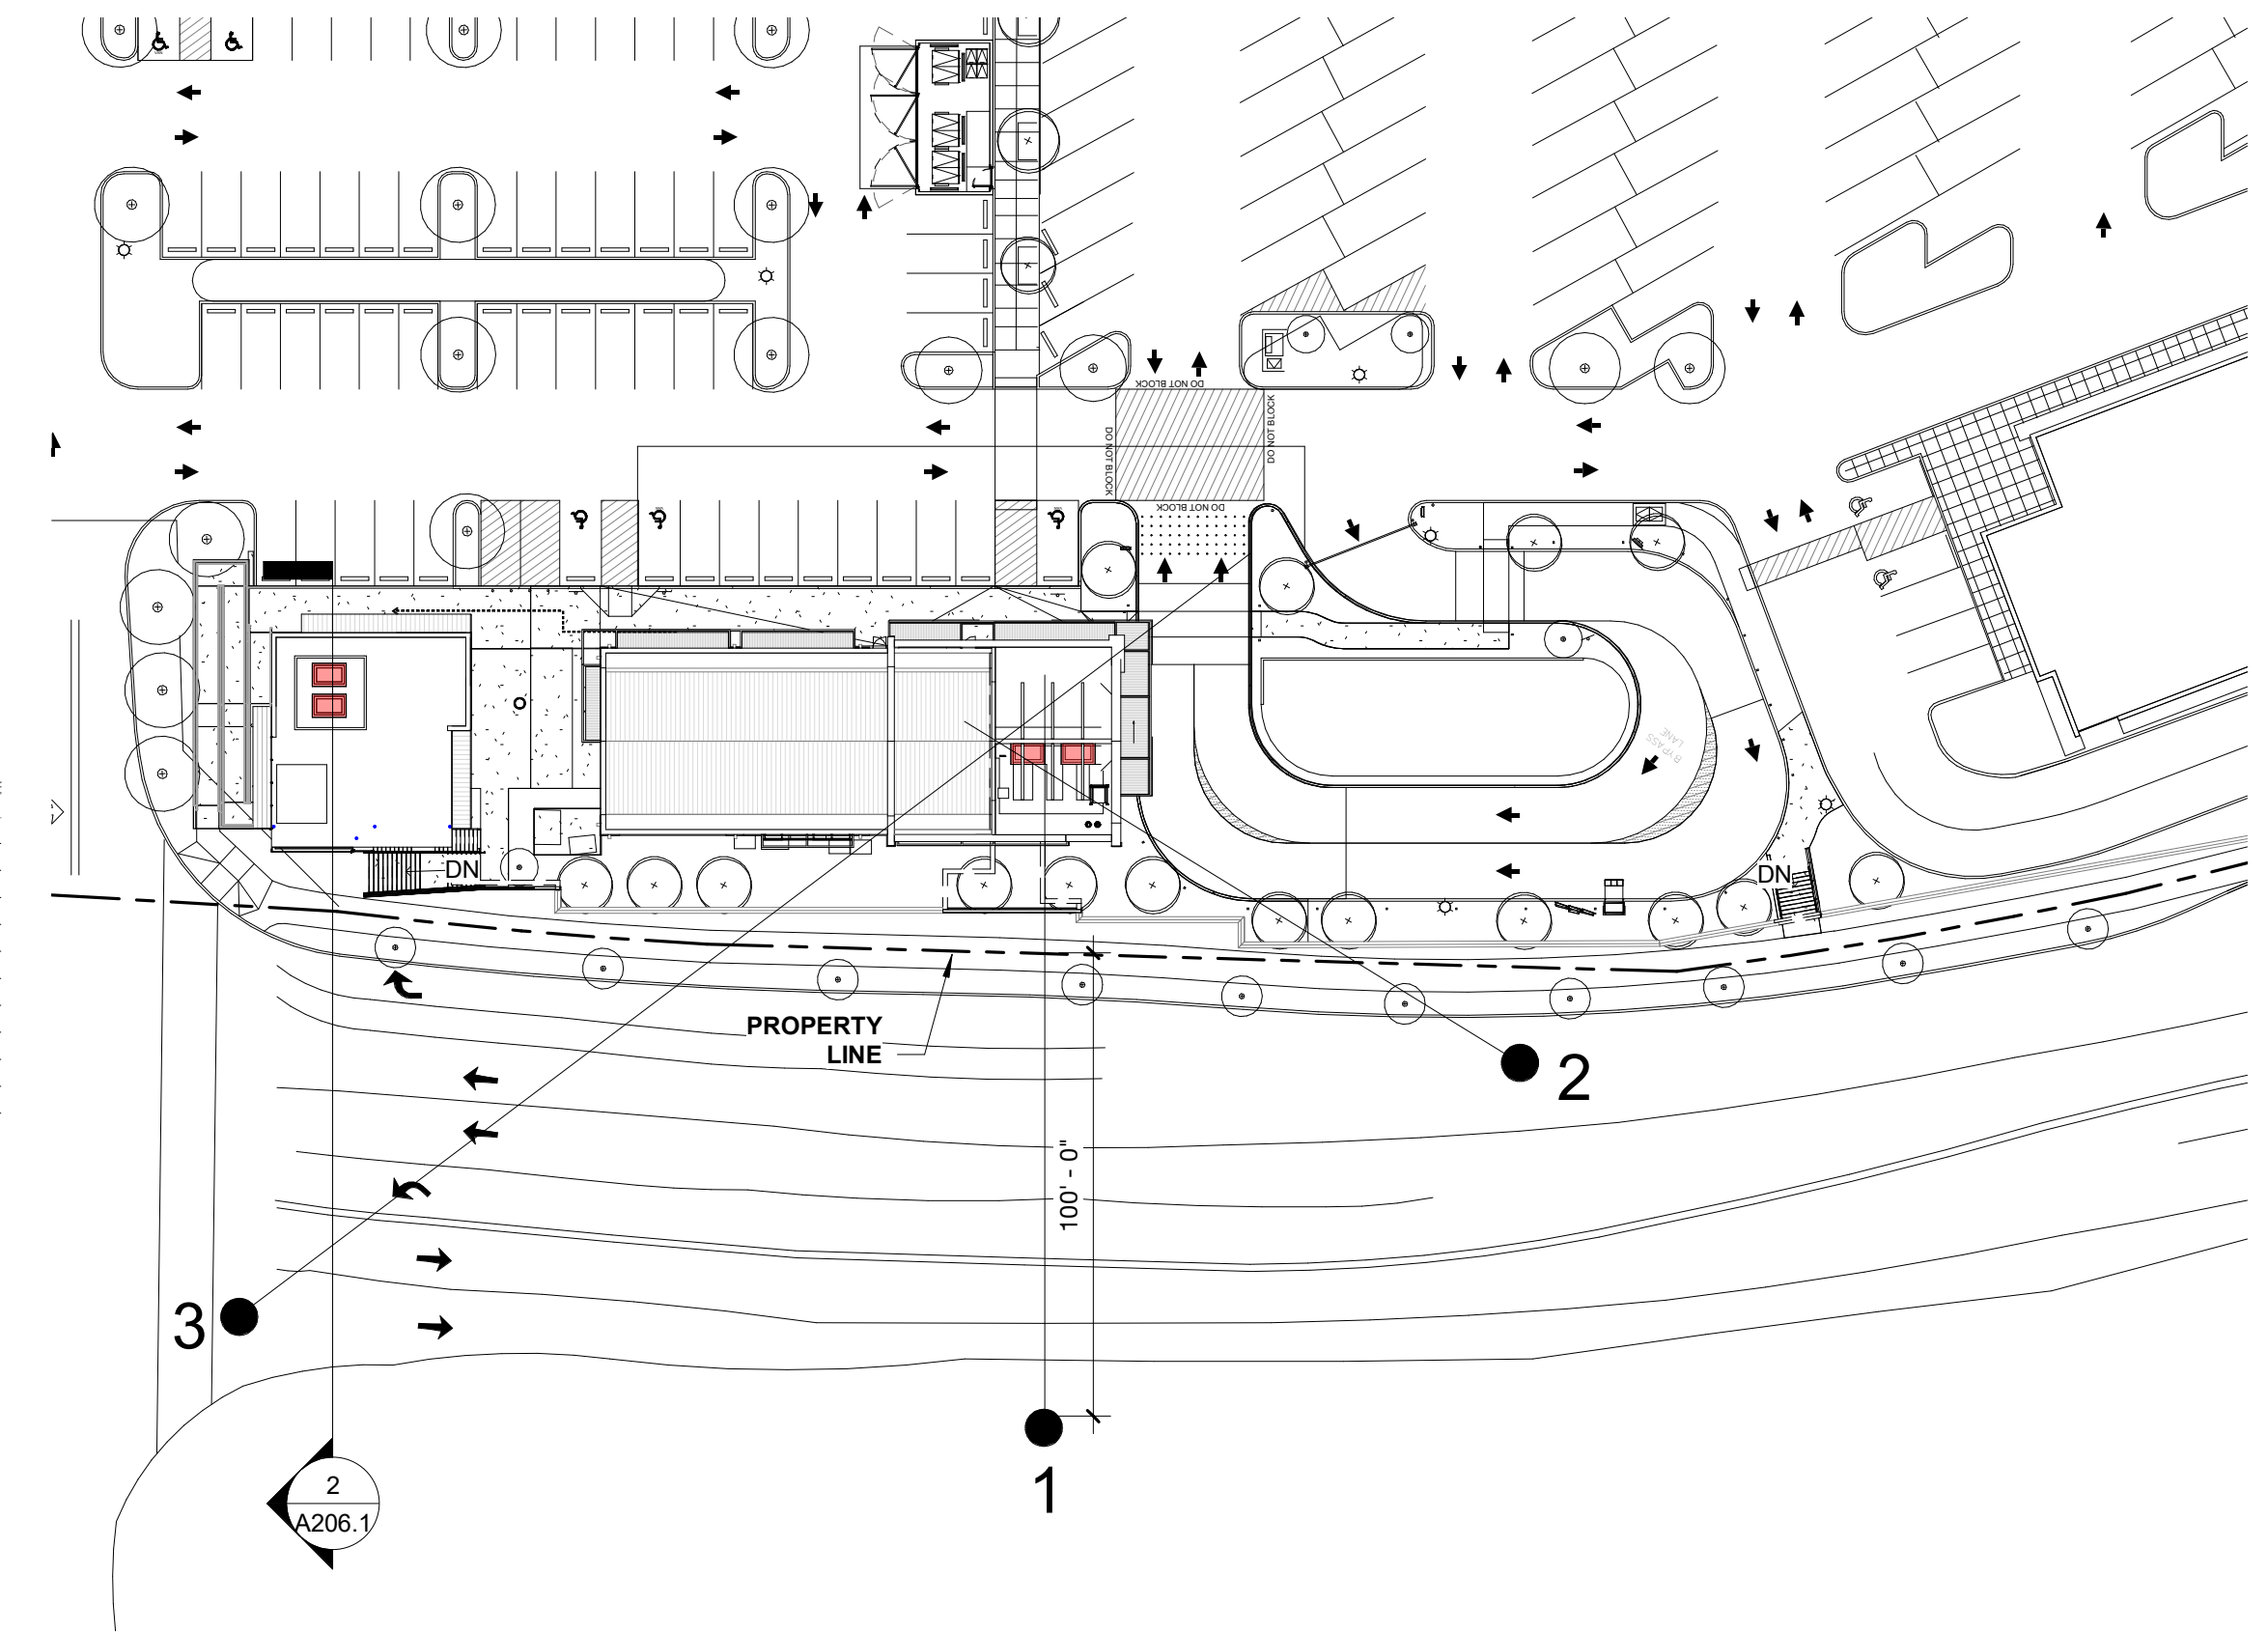 DO NOT BLOCK
DO NOT BLOCK
DO NOT BLOCK
DO NOT BLOCK
BYPASS
LANE
DN
DN
PROPERTY
LINE
2
100' - 0"
3
1
2
A206.1